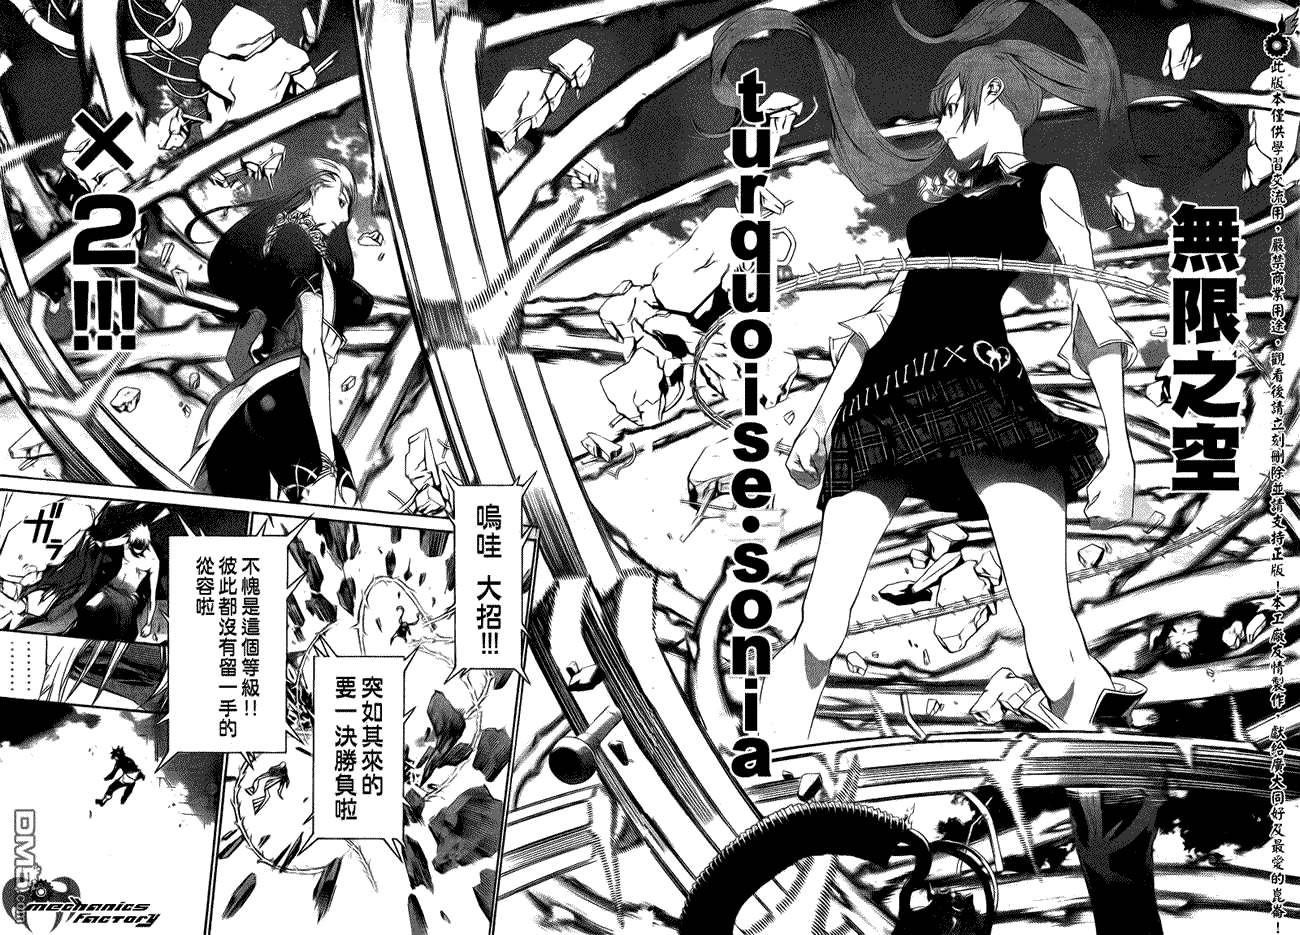 此版本僅供學習交流用，嚴禁商業用途，觀看後請立刻刪除並請支持正版！本工廠友情製作，獻給廣大同好及最愛的崑崙！
無限之空
turquoise·sonia
×2!!!
嗚哇 大招!!!
突如其來的
要一決勝負啦
不愧是這個等級!!
彼此都沒有留一手的
從容啦
ガラ
………
DM5
mechanics
Factory